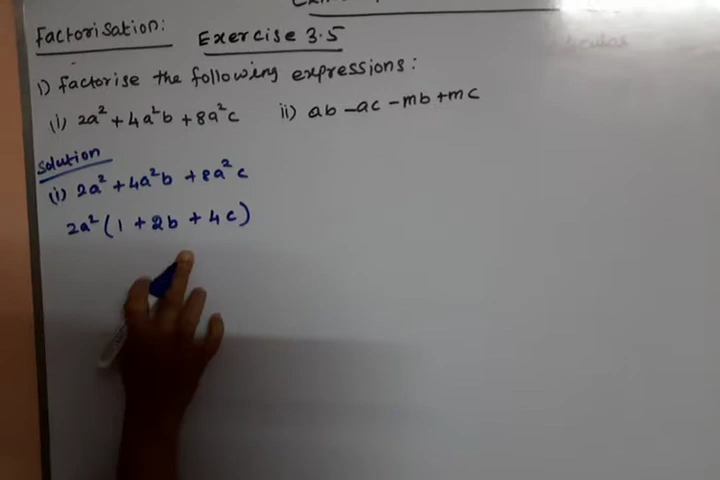 Factorisation: Exercise 3.5
1) Factorise the following expressions:
(i) 2a² + 4a²b + 8a²c ii) ab - ac - mb + mc
Solution
(i) 2a² + 4a²b + 8a²c
2a² (1 + 2b + 4c)